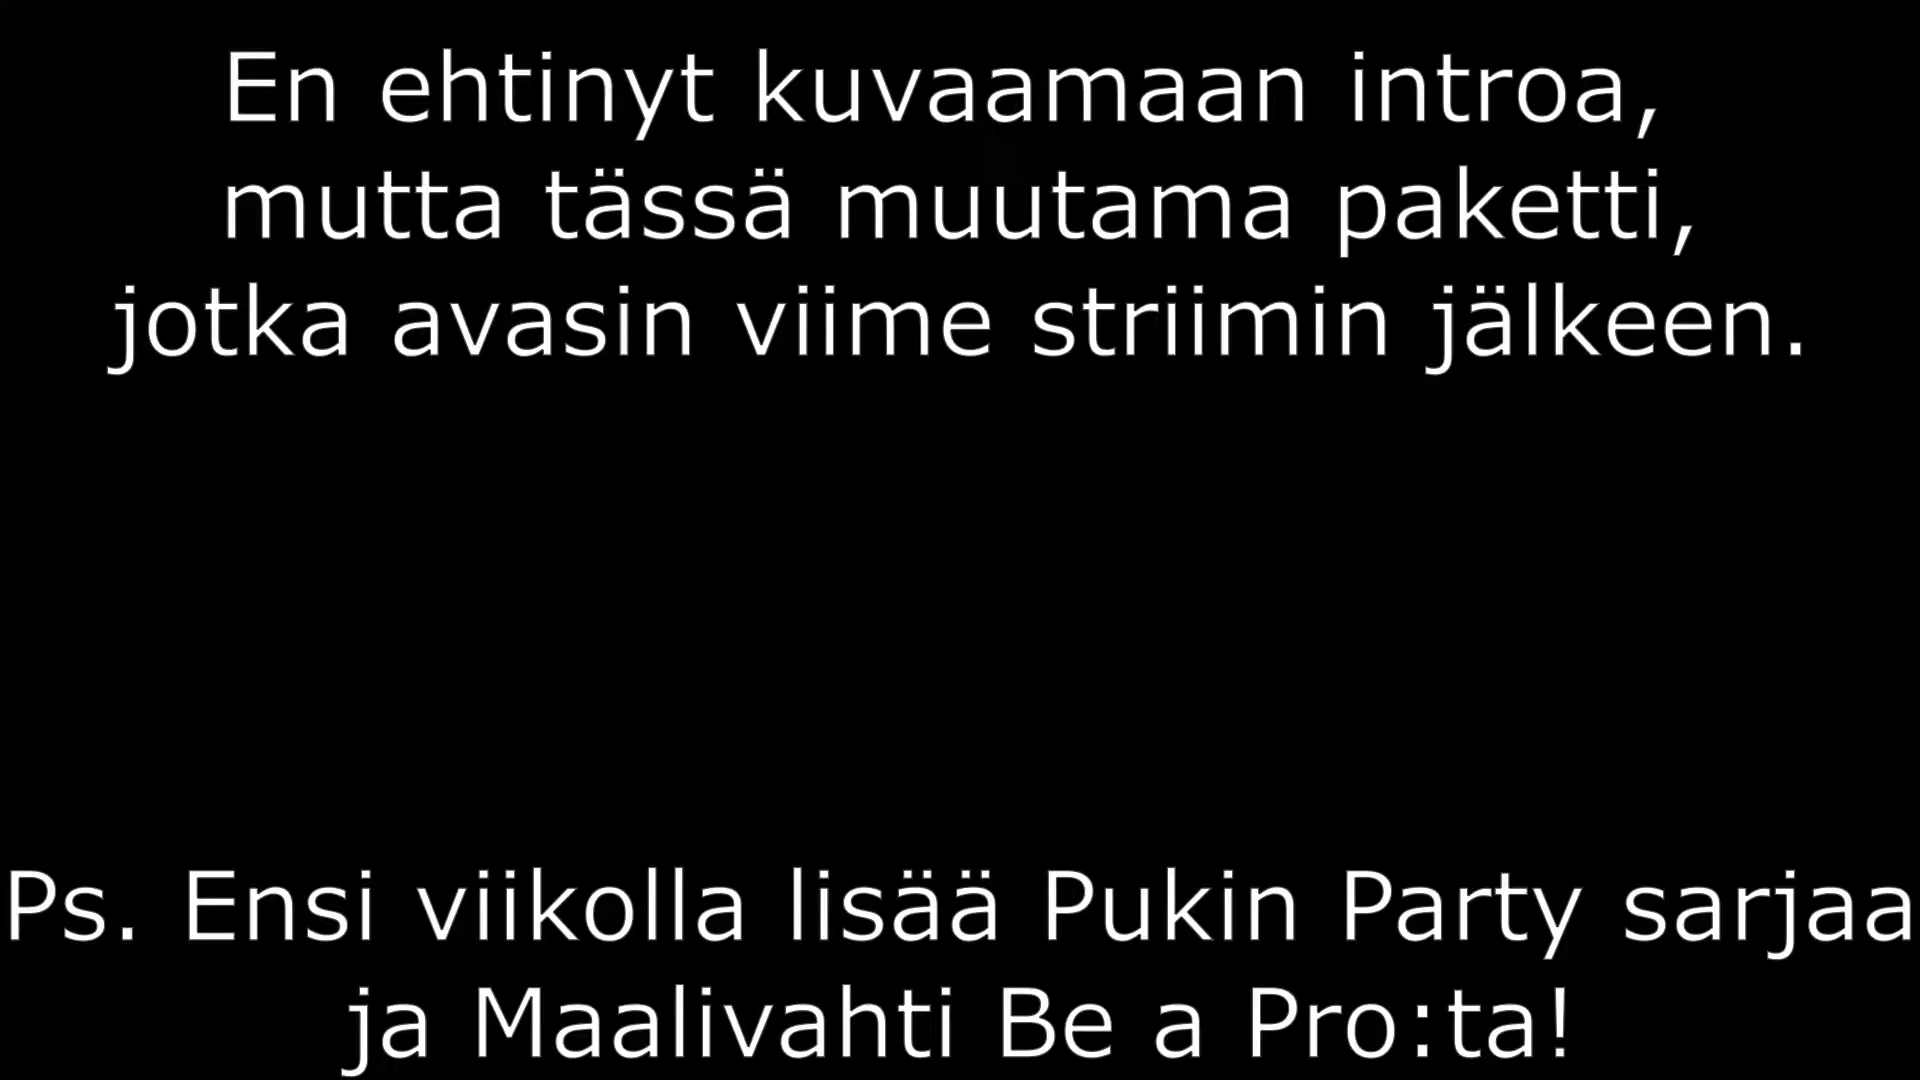 En ehtinyt kuvaamaan introa,
mutta tässä muutama paketti,
jotka avasin viime striimin jälkeen.
Ps. Ensi viikolla lisää Pukin Party sarjaa
ja Maalivahti Be a Pro:ta!